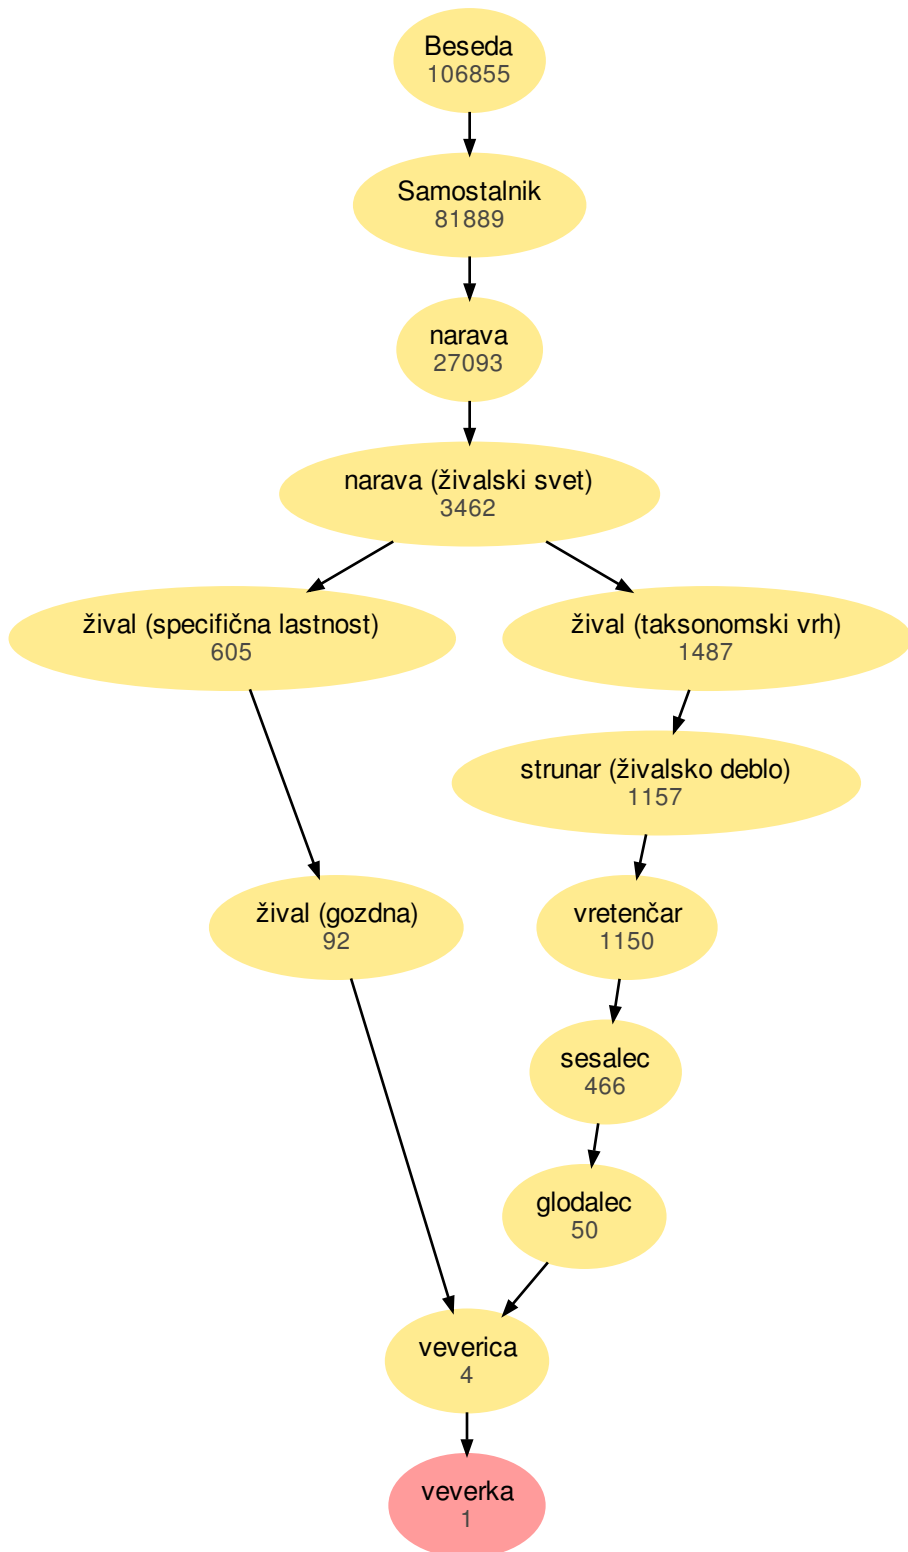 Beseda
106855
Samostalnik
81889
narava
27093
narava (živalski svet)
3462
žival (specifična lastnost)
605
žival (taksonomski vrh)
1487
strunar (živalsko deblo)
1157
žival (gozdna)
92
vretenčar
1150
sesalec
466
glodalec
50
veverica
4
veverka
1